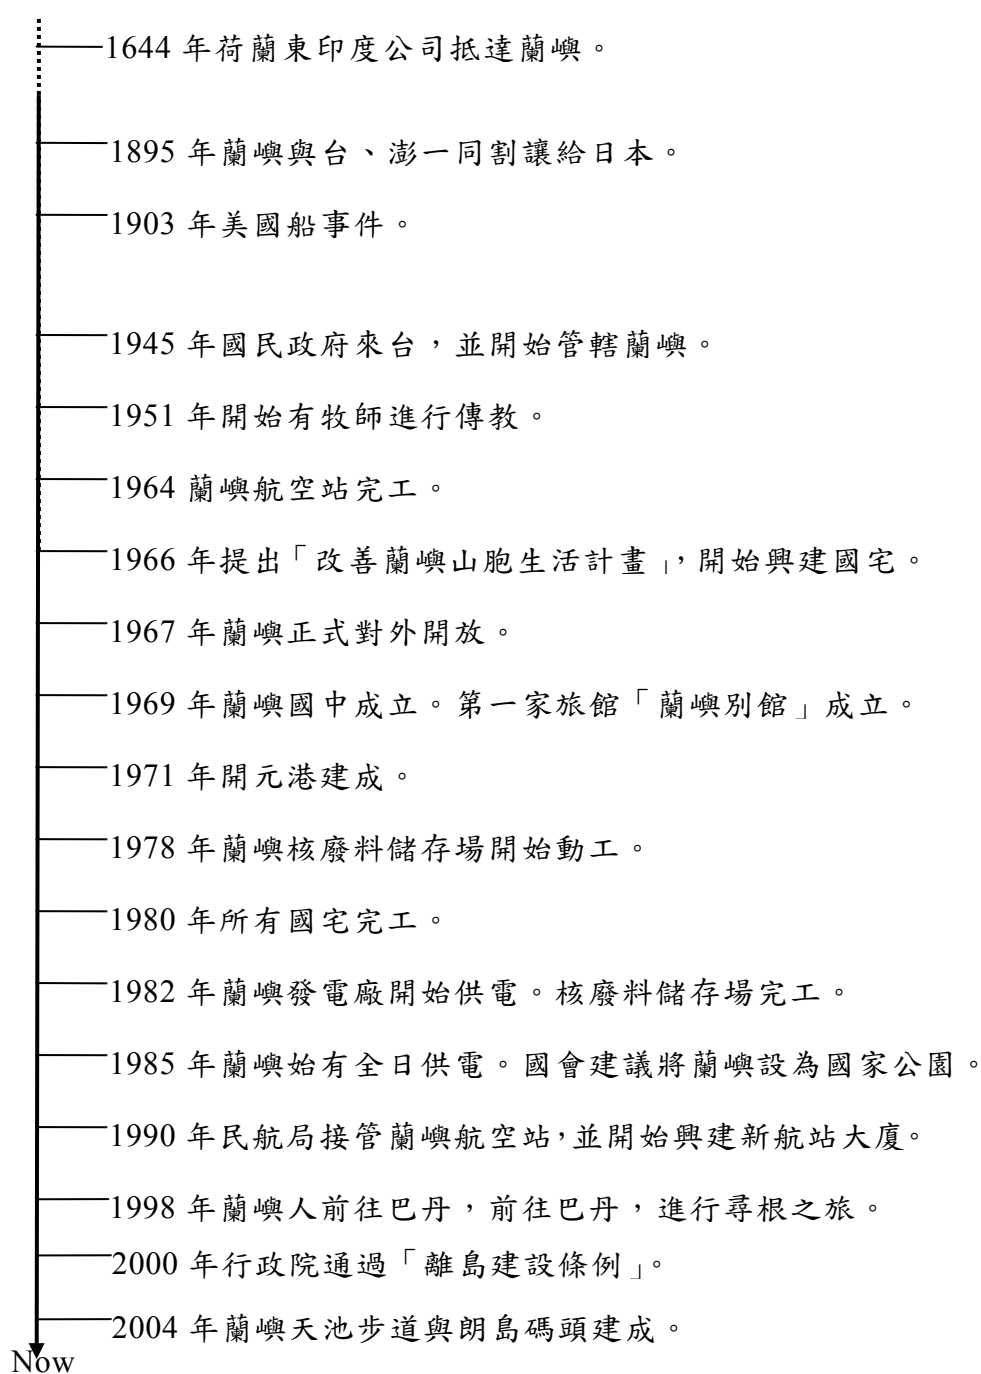 1644 年荷蘭東印度公司抵達蘭嶼。
1895 年蘭嶼與台、澎一同割讓給日本。
1903 年美國船事件。
1945 年國民政府來台，並開始管轄蘭嶼。
1951 年開始有牧師進行傳教。
1964 蘭嶼航空站完工。
1966 年提出「改善蘭嶼山胞生活計畫」，開始興建國宅。
1967 年蘭嶼正式對外開放。
1969 年蘭嶼國中成立。第一家旅館「蘭嶼別館」成立。
1971 年開元港建成。
1978 年蘭嶼核廢料儲存場開始動工。
1980 年所有國宅完工。
1982 年蘭嶼發電廠開始供電。核廢料儲存場完工。
1985 年蘭嶼始有全日供電。國會建議將蘭嶼設為國家公園。
1990 年民航局接管蘭嶼航空站，並開始興建新航站大廈。
1998 年蘭嶼人前往巴丹，前往巴丹，進行尋根之旅。
2000 年行政院通過「離島建設條例」。
2004 年蘭嶼天池步道與朗島碼頭建成。
Now